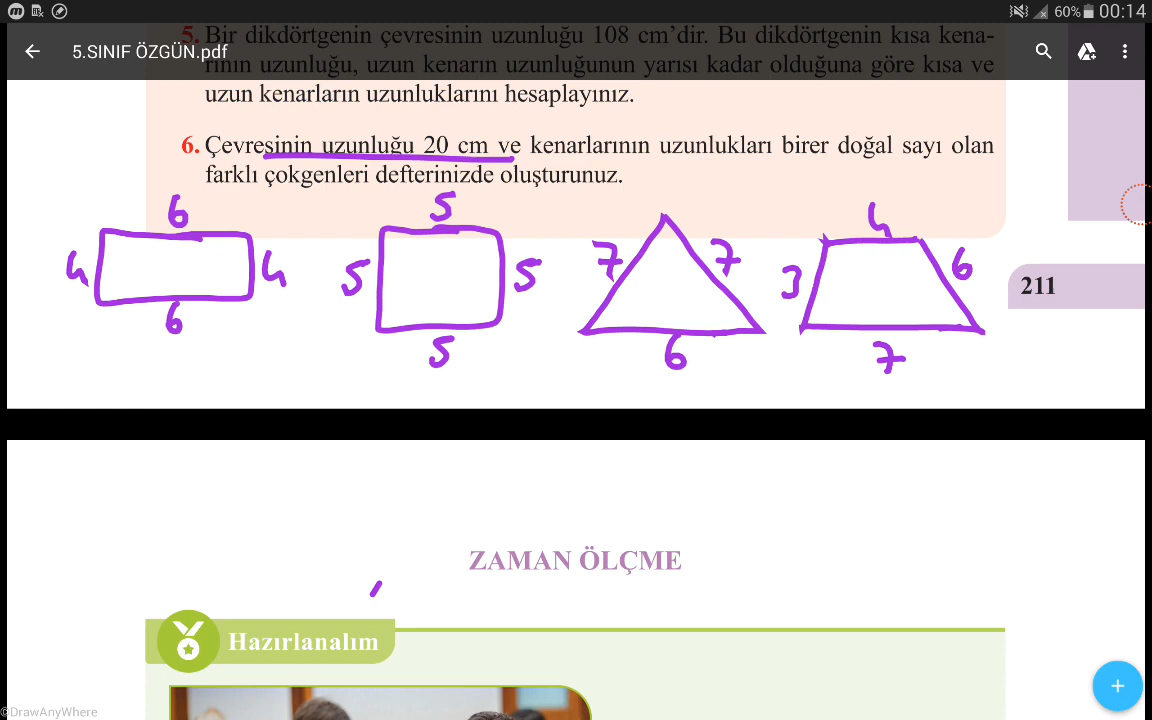 60% 00:14
5. Bir dikdörtgenin çevresinin uzunluğu 108 cm’dir. Bu dikdörtgenin kısa kena-
5.SINIF ÖZGÜN.pdf
rının uzunluğu, uzun kenarın uzunluğunun yarısı kadar olduğuna göre kısa ve
uzun kenarların uzunluklarını hesaplayınız.
6. Çevresinin uzunluğu 20 cm ve kenarlarının uzunlukları birer doğal sayı olan
farklı çokgenleri defterinizde oluşturunuz.
6 5 4
4 4 5 5 7 7 3 6
6 5 6 7
211
ZAMAN ÖLÇME
Hazırlanalım
©DrawAnyWhere